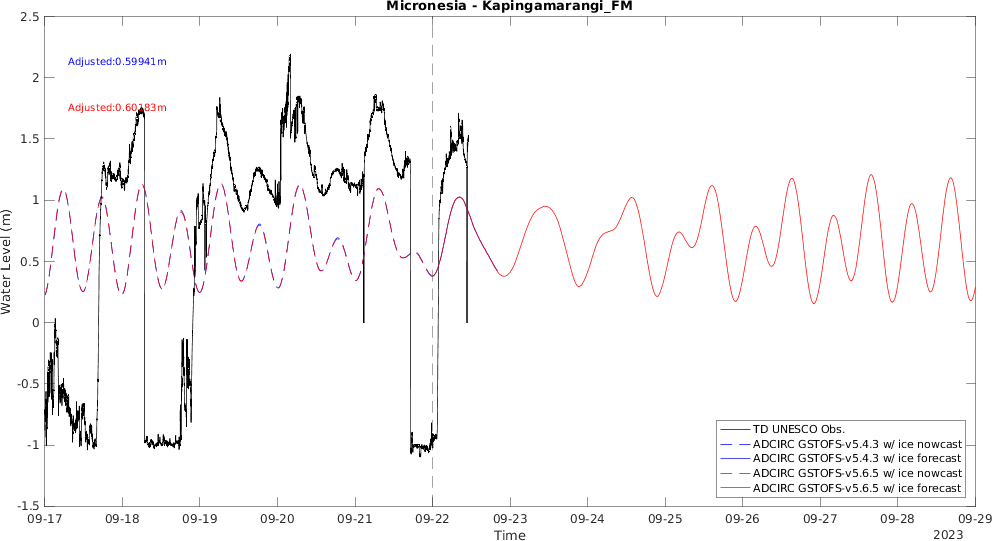 Micronesia - Kapingamarangi_FM
2.5
2
1.5
1
0.5
0
-0.5
-1
-1.5
Water Level (m)
Adjusted:0.59941m
Adjusted:0.60183m
TD UNESCO Obs.
ADCIRC GSTOFS-v5.4.3 w/ ice nowcast
ADCIRC GSTOFS-v5.4.3 w/ ice forecast
ADCIRC GSTOFS-v5.6.5 w/ ice nowcast
ADCIRC GSTOFS-v5.6.5 w/ ice forecast
09-17 09-18 09-19 09-20 09-21 09-22 09-23 09-24 09-25 09-26 09-27 09-28 09-29
Time
2023